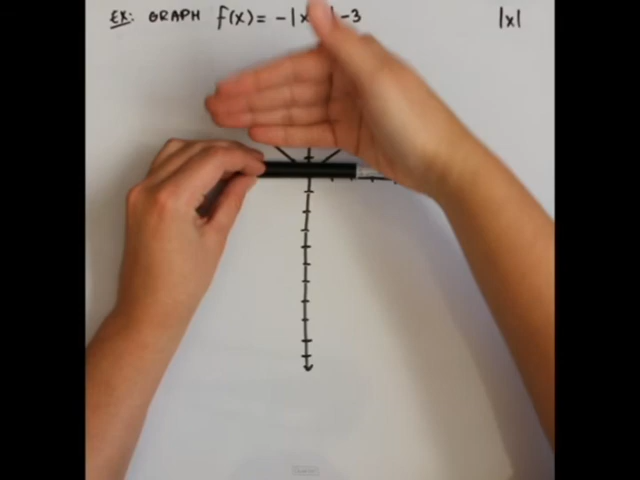 EX: GRAPH f(x) = -|x -3
|x|